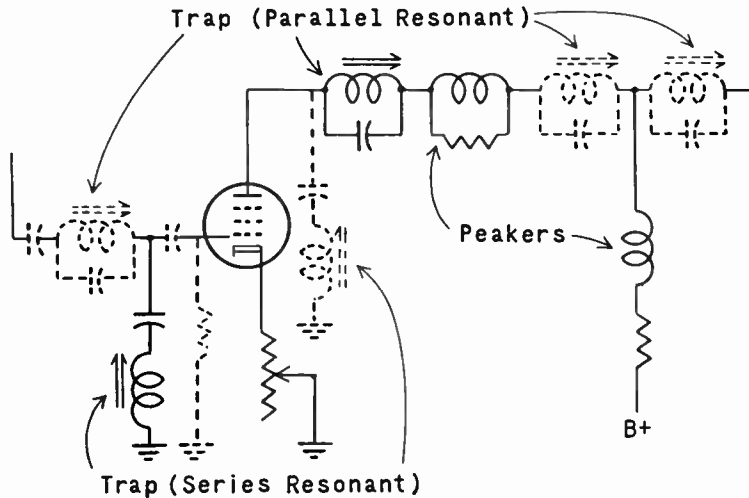 Trap (Parallel Resonant)
Peakers
B+
Trap (Series Resonant)